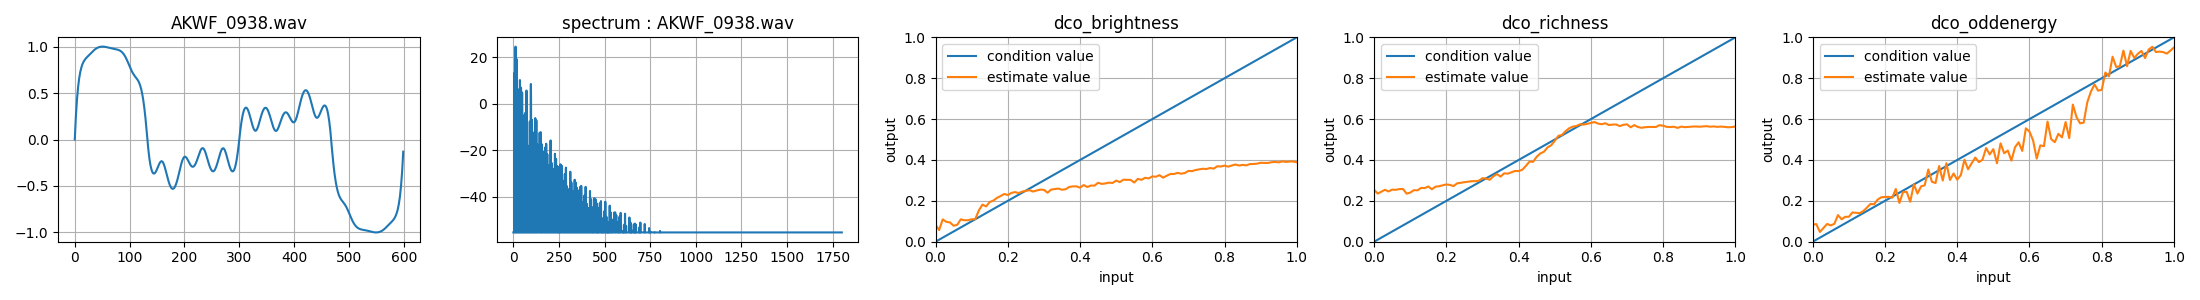 AKWF_0938.wav
1.0
0.5
0.0
−0.5
−1.0
0 100 200 300 400 500 600
spectrum : AKWF_0938.wav
20
0
−20
−40
0 250 500 750 1000 1250 1500 1750
dco_brightness
condition value
estimate value
output
1.0
0.8
0.6
0.4
0.2
0.0
0.0 0.2 0.4 0.6 0.8 1.0
input
dco_richness
condition value
estimate value
output
1.0
0.8
0.6
0.4
0.2
0.0
0.0 0.2 0.4 0.6 0.8 1.0
input
dco_oddenergy
condition value
estimate value
output
1.0
0.8
0.6
0.4
0.2
0.0
0.0 0.2 0.4 0.6 0.8 1.0
input